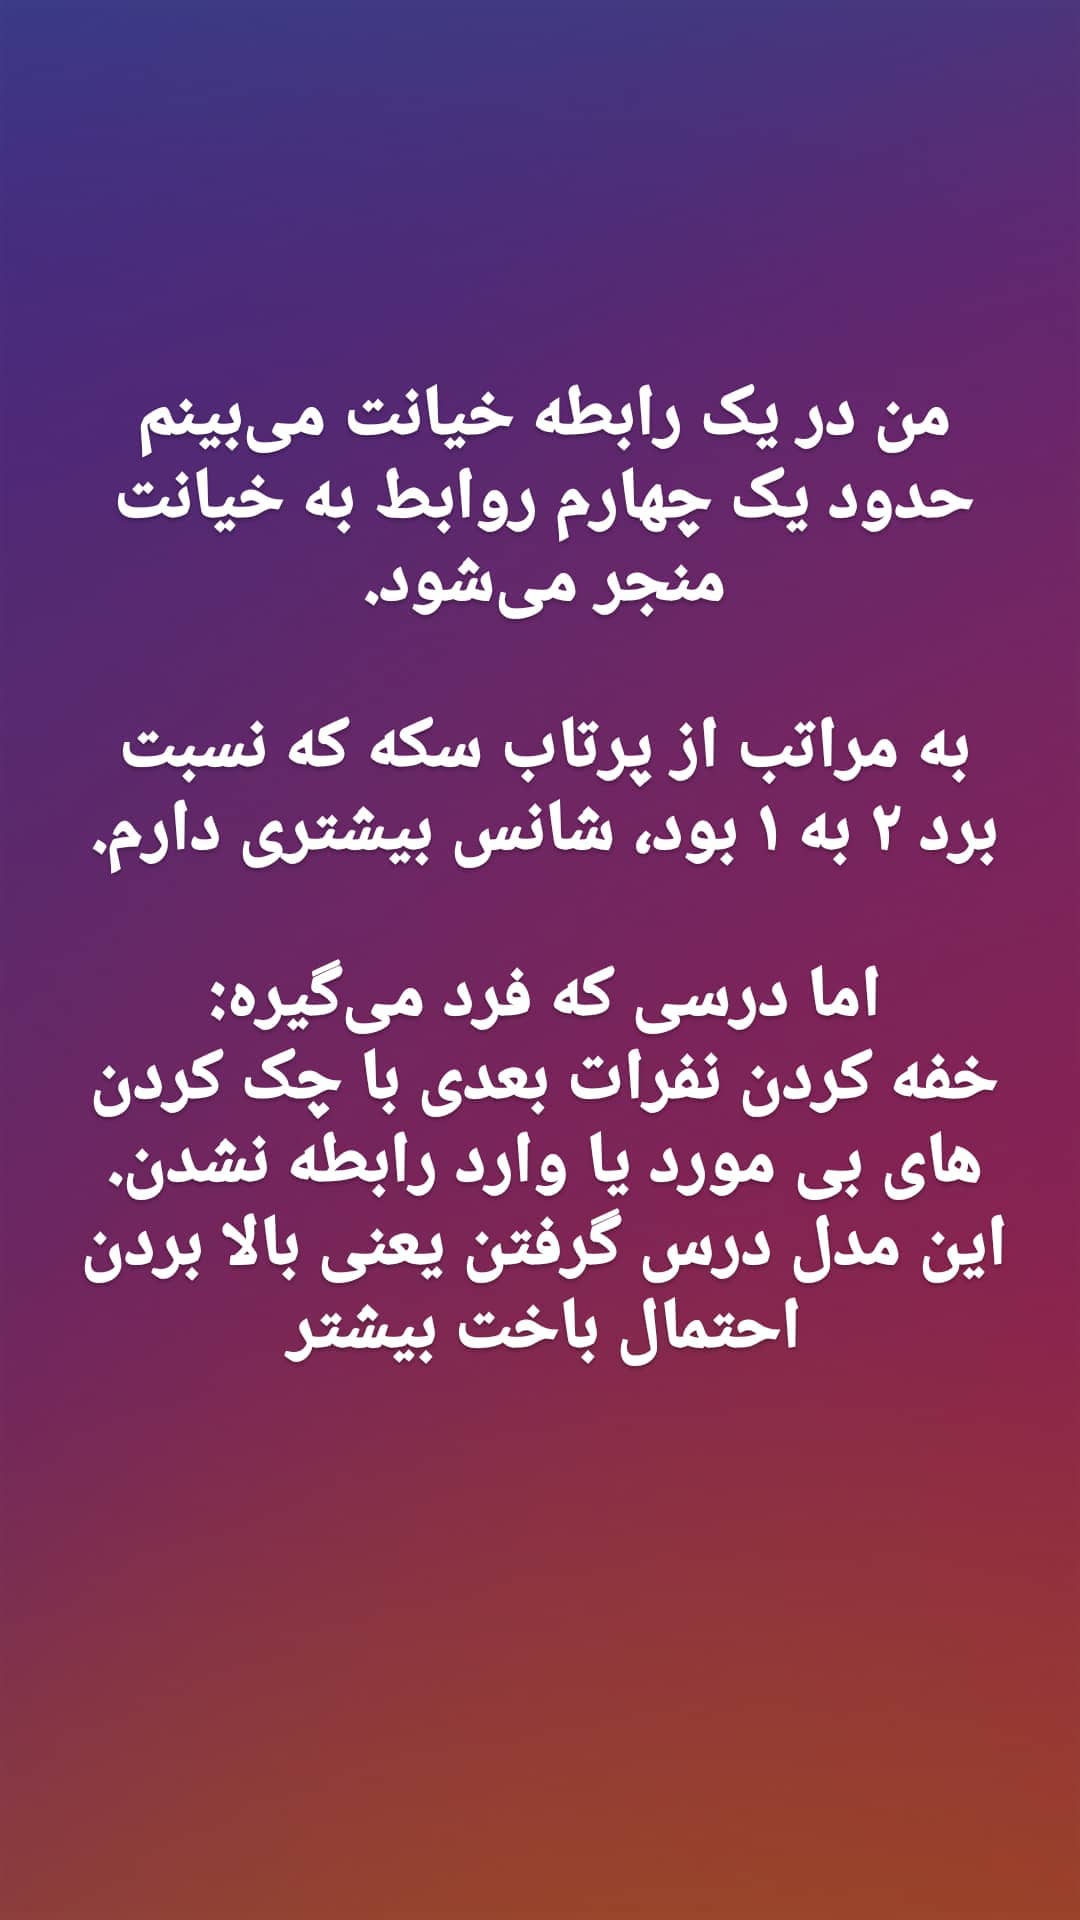 من در یک رابطه خیانت می‌بینم
حدود یک چهارم روابط به خیانت
منجر می‌شود.
به مراتب از پرتاب سکه که نسبت
برد ۲ به ۱ بود، شانس بیشتری دارم.
اما درسی که فرد می‌گیره:
خفه کردن نفرات بعدی با چک کردن
های بی مورد یا وارد رابطه نشدن.
این مدل درس گرفتن یعنی بالا بردن
احتمال باخت بیشتر